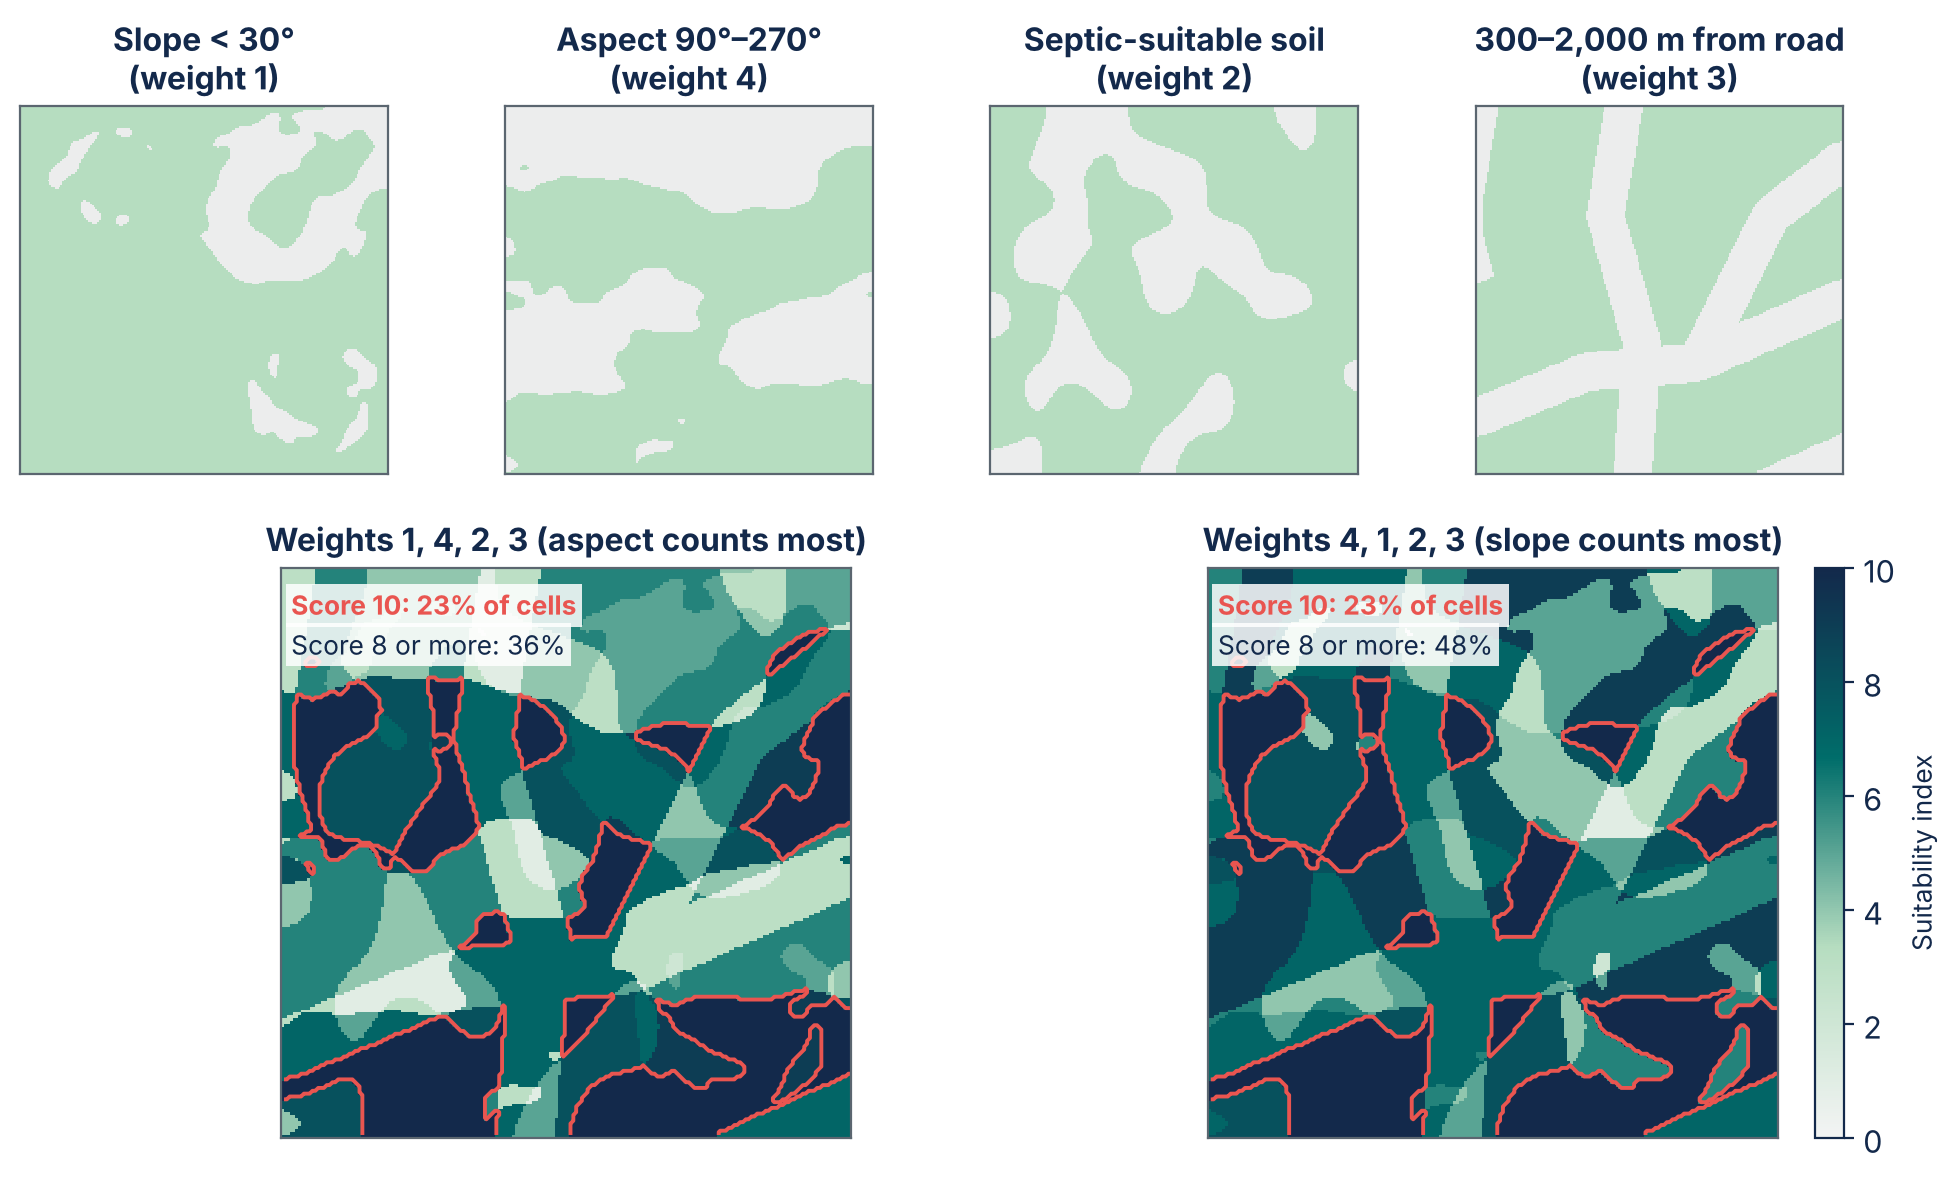 Slope < 30°
(weight 1)
Aspect 90°–270°
(weight 4)
Septic-suitable soil
(weight 2)
300–2,000 m from road
(weight 3)
Weights 1, 4, 2, 3 (aspect counts most)
Score 10: 23% of cells
Score 8 or more: 36%
Weights 4, 1, 2, 3 (slope counts most)
Score 10: 23% of cells
Score 8 or more: 48%
10
8
6
4
2
0
Suitability index